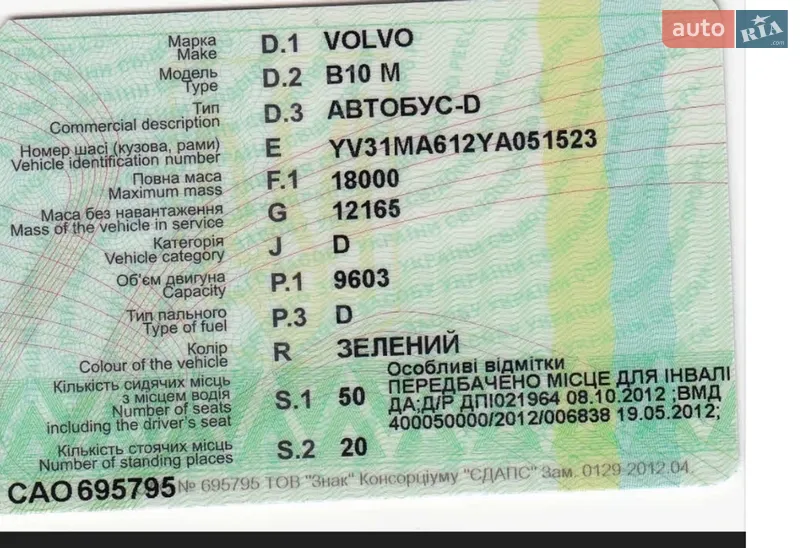 auto RIA .com
Марка D.1 VOLVO
Make
Модель D.2 B10 M
Type
Тип D.3 АВТОБУС-D
Commercial description
Номер шасі (кузова, рами) E YV31MA612YA051523
Vehicle identification number
Повна маса F.1 18000
Maximum mass
Маса без навантаження G 12165
Mass of the vehicle in service
Категорія J D
Vehicle category
Об'єм двигуна P.1 9603
Capacity
Тип пального P.3 D
Type of fuel
Колір R ЗЕЛЕНИЙ
Colour of the vehicle
Кількість сидячих місць
з місцем водія S.1 50
Number of seats
including the driver's seat
Особливі відмітки
ПЕРЕДБАЧЕНО МІСЦЕ ДЛЯ ІНВАЛІ
ДА;Д/Р ДПІ021964 08.10.2012 ;ВМД
400050000/2012/006838 19.05.2012;
Кількість стоячих місць S.2 20
Number of standing places
САО695795 № 695795 ТОВ "Знак" Консорціуму "ЄДАПС" Зам. 0129-2012.04.